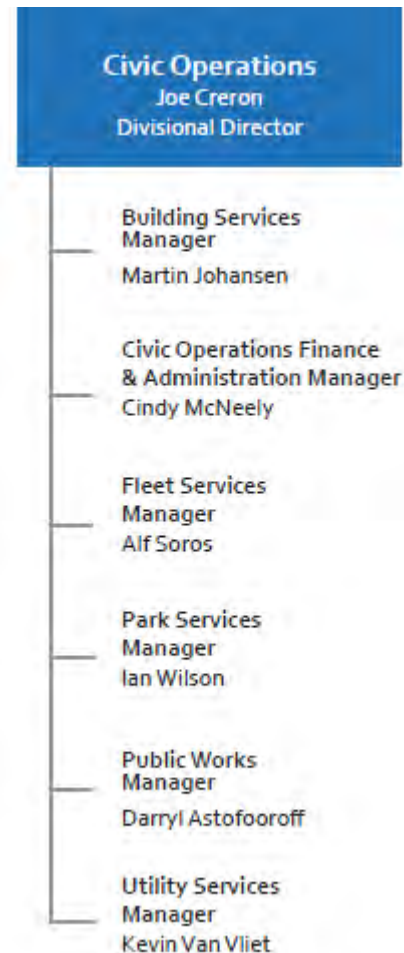 Civic Operations
Joe Creron
Divisional Director
Building Services
Manager
Martin Johansen
Civic Operations Finance
& Administration Manager
Cindy McNeely
Fleet Services
Manager
Alf Soros
Park Services
Manager
Ian Wilson
Public Works
Manager
Darryl Astofooroff
Utility Services
Manager
Kevin Van Vliet